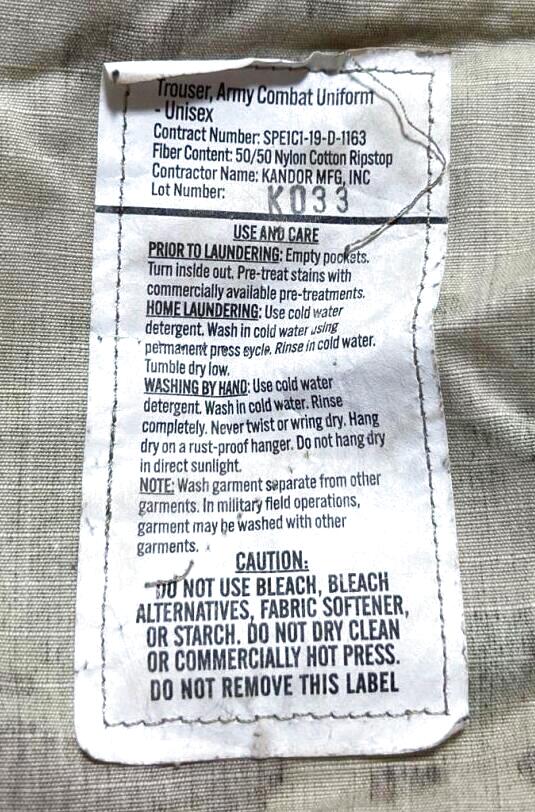 Trouser, Army Combat Uniform
- Unisex
Contract Number: SPE1C1-19-D-1163
Fiber Content: 50/50 Nylon Cotton Ripstop
Contractor Name: KANDOR MFG, INC
Lot Number: K033
USE AND CARE
PRIOR TO LAUNDERING: Empty pockets.
Turn inside out. Pre-treat stains with
commercially available pre-treatments.
HOME LAUNDERING: Use cold water
detergent. Wash in cold water using
permanent press cycle. Rinse in cold water.
Tumble dry low.
WASHING BY HAND: Use cold water
detergent. Wash in cold water. Rinse
completely. Never twist or wring dry. Hang
dry on a rust-proof hanger. Do not hang dry
in direct sunlight.
NOTE: Wash garment separate from other
garments. In military field operations,
garment may be washed with other
garments.
CAUTION:
DO NOT USE BLEACH, BLEACH
ALTERNATIVES, FABRIC SOFTENER,
OR STARCH. DO NOT DRY CLEAN
OR COMMERCIALLY HOT PRESS.
DO NOT REMOVE THIS LABEL